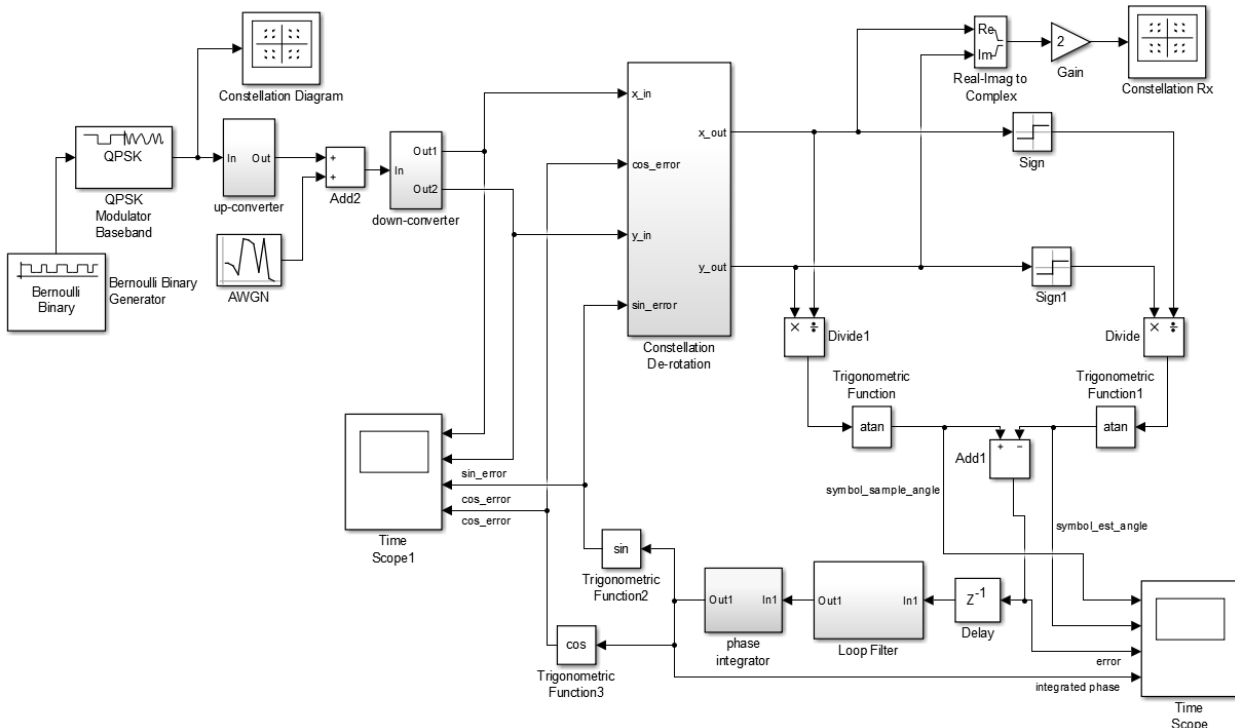 Constellation Diagram
QPSK
QPSK
Modulator
Baseband
Bernoulli
Binary
Bernoulli Binary
Generator
In
Out
up-converter
AWGN
+
+
Add2
In
Out1
Out2
down-converter
x_in
cos_error
y_in
sin_error
x_out
y_out
Constellation
De-rotation
Re
Im
Real-Imag to
Complex
2
Gain
Constellation Rx
Sign
Sign1
× ÷
Divide1
× ÷
Divide
Trigonometric
Function
atan
Trigonometric
Function1
atan
+ −
Add1
symbol_sample_angle
symbol_est_angle
sin_error
cos_error
cos_error
Time
Scope1
sin
Trigonometric
Function2
cos
Trigonometric
Function3
Out1
In1
phase
integrator
Out1
In1
Loop Filter
Z-1
Delay
error
integrated phase
Time
Scope